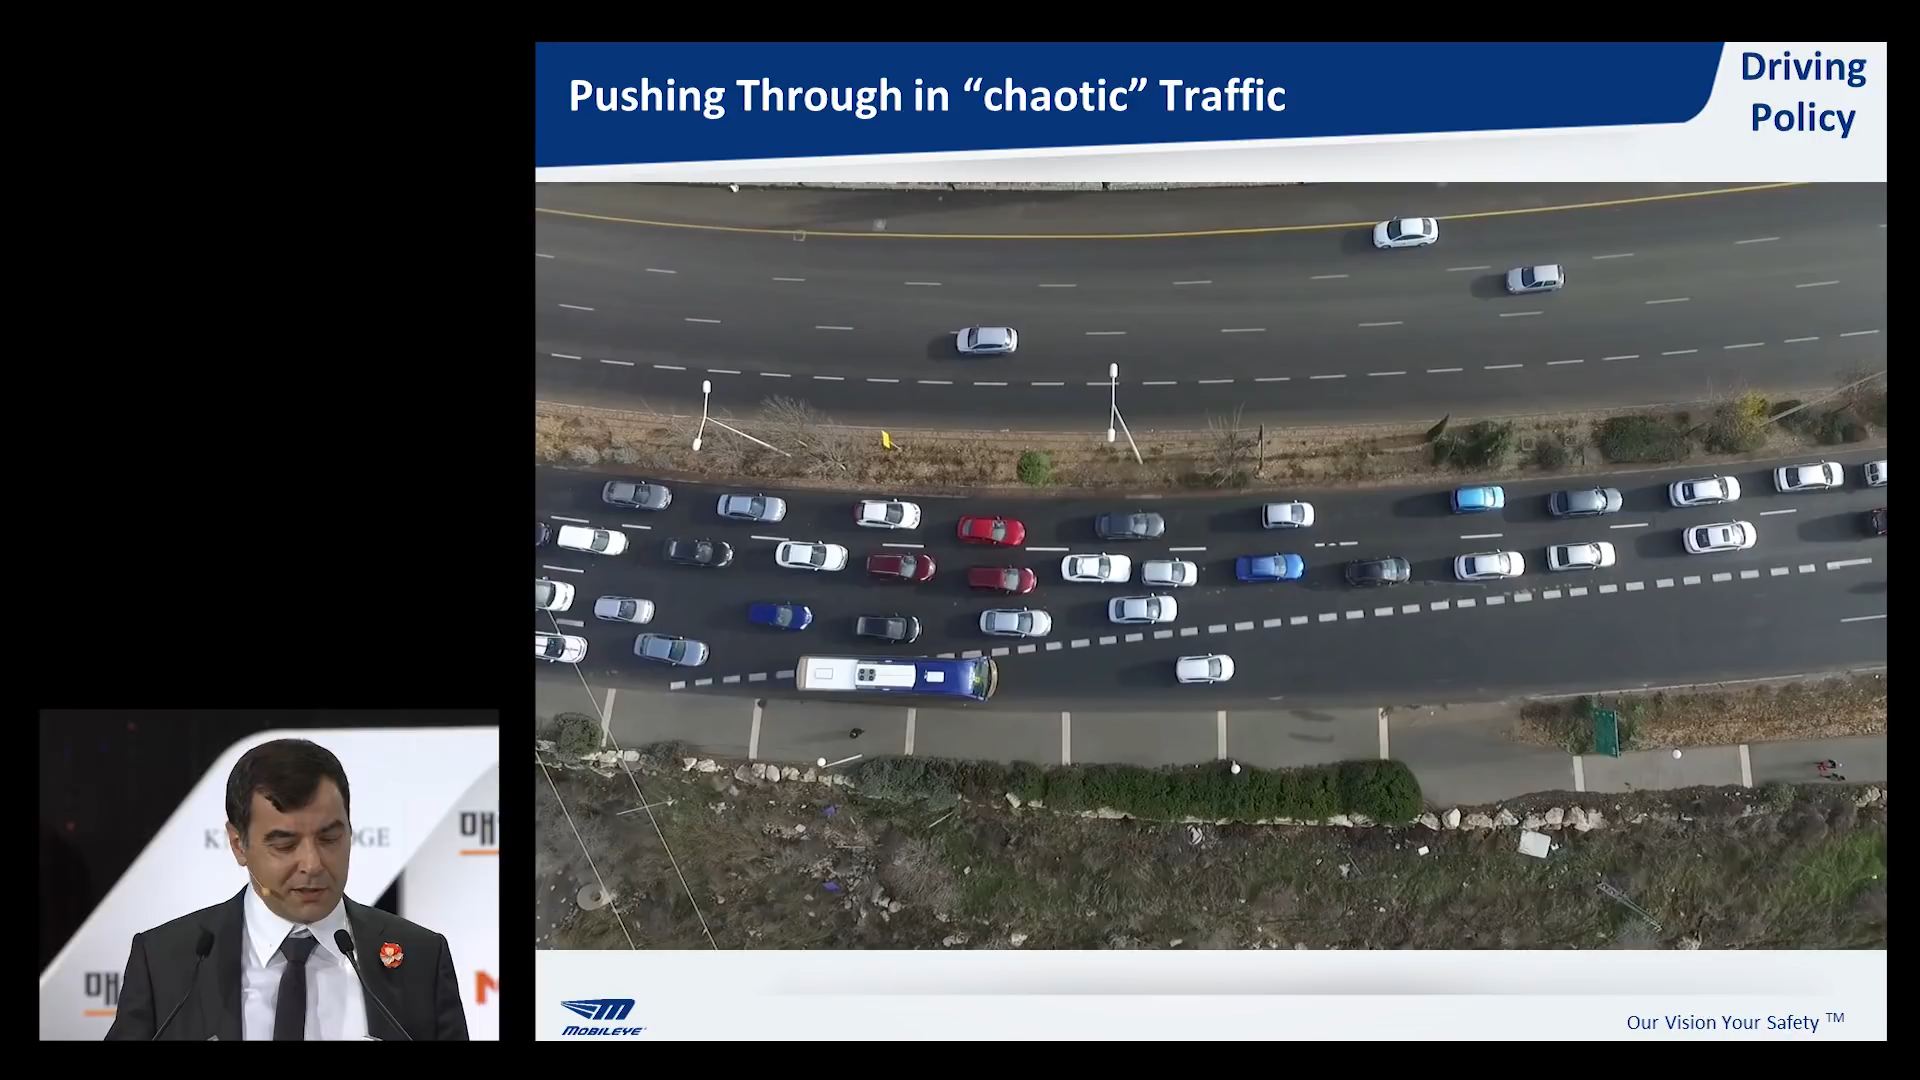 Pushing Through in “chaotic” Traffic
Driving
Policy
MOBILEYE
Our Vision Your Safety TM